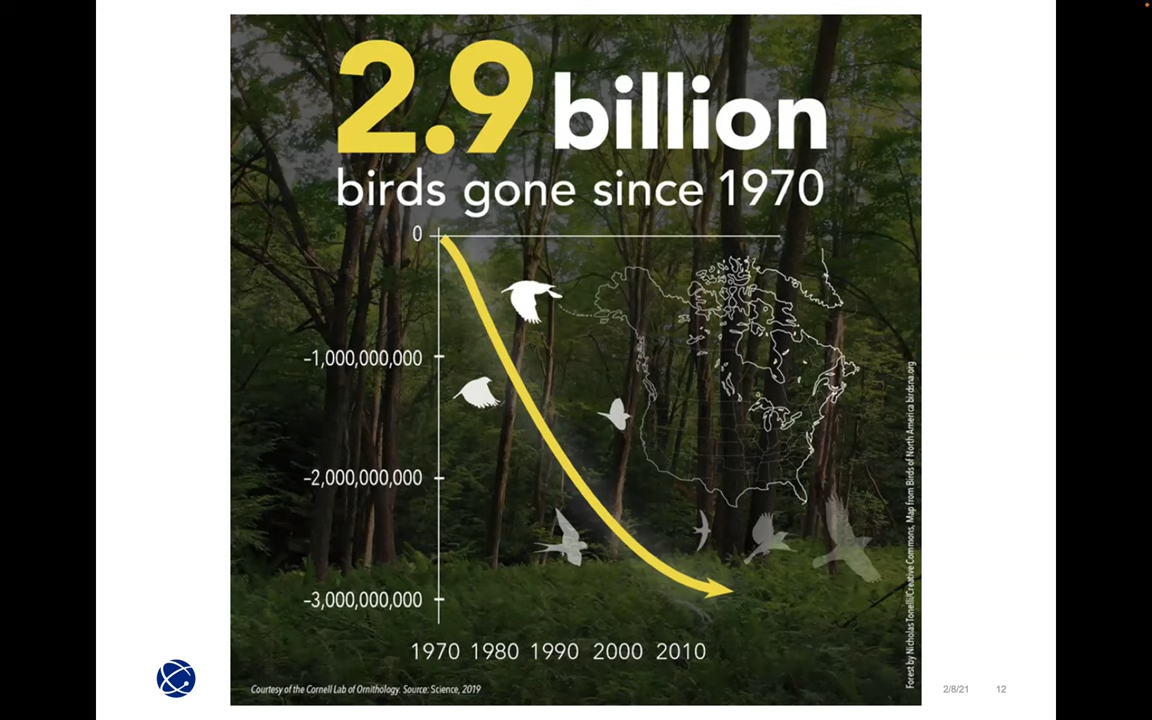 2.9 billion
birds gone since 1970
0
–1,000,000,000
–2,000,000,000
–3,000,000,000
1970 1980 1990 2000 2010
Courtesy of the Cornell Lab of Ornithology. Source: Science, 2019
Forest by Nicholas Tonelli/Creative Commons, Map from Birds of North America birdsna.org
2/8/21 12